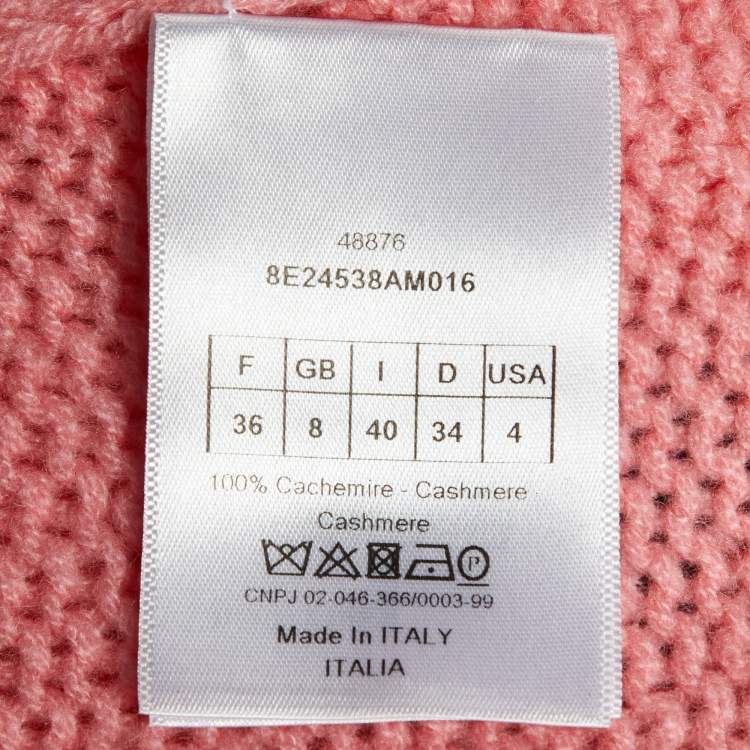 48876
8E24538AM016
F GB I D USA
36 8 40 34 4
100% Cachemire - Cashmere -
Cashmere
P
CNPJ 02-046-366/0003-99
Made In ITALY
ITALIA